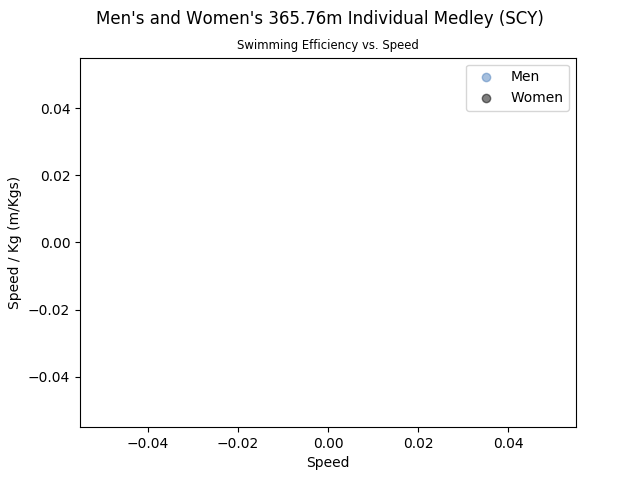 Men's and Women's 365.76m Individual Medley (SCY)
Swimming Efficiency vs. Speed
Men
Women
Speed / Kg (m/Kgs)
0.04
0.02
0.00
−0.02
−0.04
−0.04 −0.02 0.00 0.02 0.04
Speed